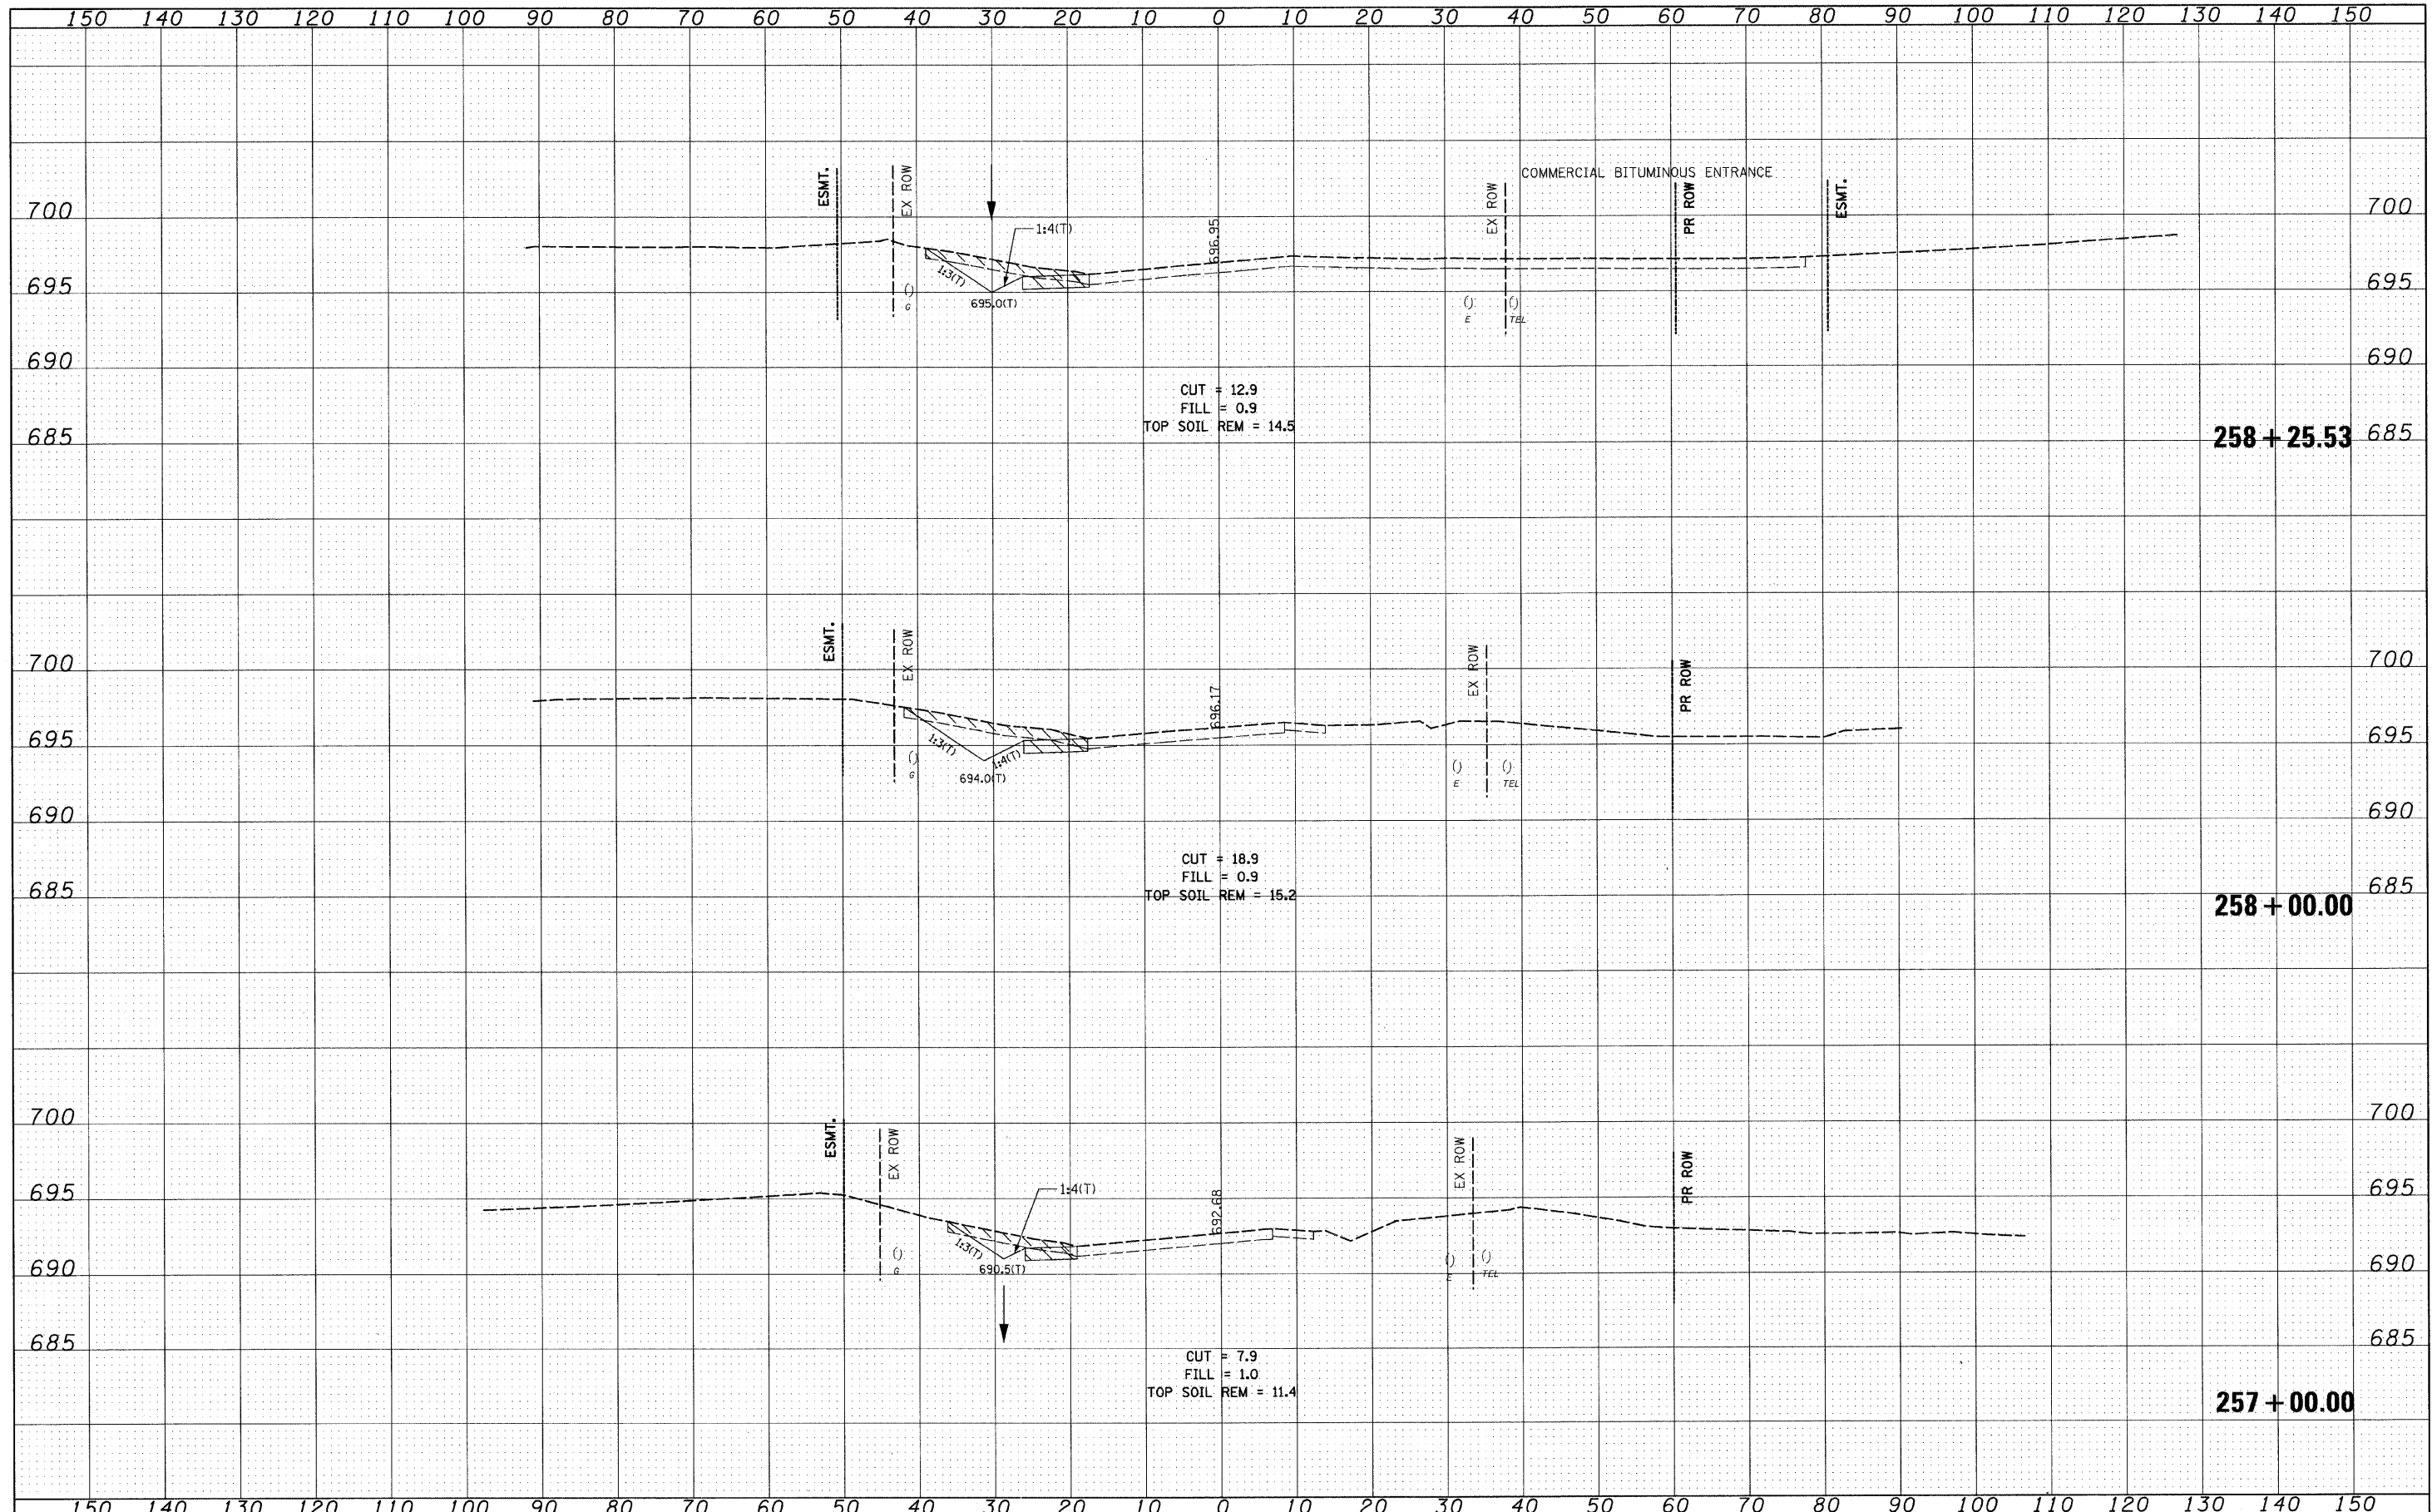 150 140 130 120 110 100 90 80 70 60 50 40 30 20 10 0 10 20 30 40 50 60 70 80 90 100 110 120 130 140 150
COMMERCIAL BITUMINOUS ENTRANCE
ESMT.
EX ROW
EX ROW
PR ROW
ESMT.
700 700
1:4(T)
696.95
1:3(T)
695 695
695.0(T)
G
E
TEL
690 690
CUT = 12.9
FILL = 0.9
TOP SOIL REM = 14.5
685 258 + 25.53 685
ESMT.
EX ROW
EX ROW
PR ROW
700 700
696.17
695 695
1:3(T)
1:4(T)
694.0(T)
G
E
TEL
690 690
CUT = 18.9
FILL = 0.9
TOP SOIL REM = 15.2
685 685
258 + 00.00
700 700
ESMT.
EX ROW
EX ROW
PR ROW
695 695
1:4(T)
692.68
1:3(T)
690 690
690.5(T)
G
E
TEL
685 685
CUT = 7.9
FILL = 1.0
TOP SOIL REM = 11.4
257 + 00.00
150 140 130 120 110 100 90 80 70 60 50 40 30 20 10 0 10 20 30 40 50 60 70 80 90 100 110 120 130 140 150